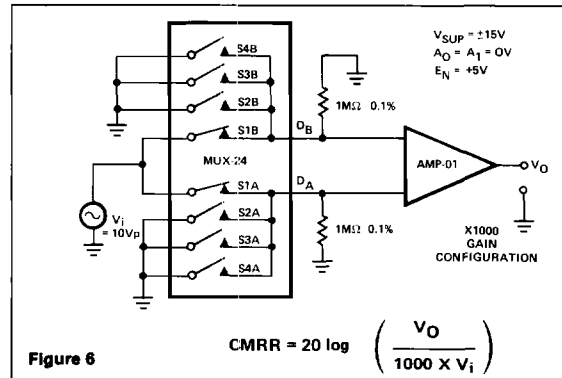 V_SUP = ±15V
A_O = A_1 = 0V
E_N = +5V
S4B
S3B
S2B
S1B
MUX-24
S1A
S2A
S3A
S4A
D_B
D_A
1MΩ 0.1%
1MΩ 0.1%
AMP-01
V_O
V_i
= 10Vp
X1000
GAIN
CONFIGURATION
Figure 6
CMRR = 20 log ( V_O / 1000 X V_i )